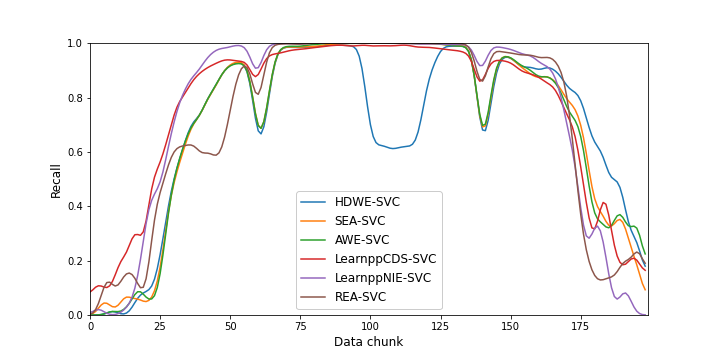 1.0
0.8
0.6
0.4
0.2
0.0
Recall
HDWE-SVC
SEA-SVC
AWE-SVC
LearnppCDS-SVC
LearnppNIE-SVC
REA-SVC
0 25 50 75 100 125 150 175
Data chunk